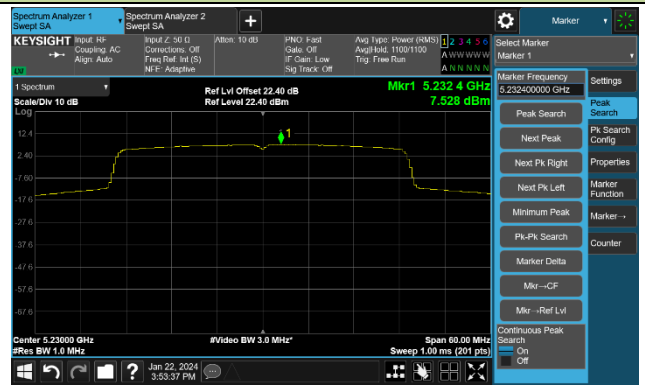 Spectrum Analyzer 1
Swept SA
Spectrum Analyzer 2
Swept SA
+
Marker
KEYSIGHT
Input: RF
Coupling: AC
Align: Auto
Input Z: 50 Ω
Corrections: Off
Freq Ref: Int (S)
NFE: Adaptive
Atten: 10 dB
PNO: Fast
Gate: Off
IF Gain: Low
Sig Track: Off
Avg Type: Power (RMS)
Avg|Hold: 1100/1100
Trig: Free Run
1 2 3 4 5 6
A W W W W W
A N N N N N
LW
Select Marker
Marker 1
1 Spectrum
Scale/Div 10 dB
Log
Ref Lvl Offset 22.40 dB
Ref Level 22.40 dBm
Mkr1 5.232 4 GHz
7.528 dBm
1
12.4
2.40
-7.60
-17.6
-27.6
-37.6
-47.6
-57.6
-67.6
Center 5.23000 GHz
#Res BW 1.0 MHz
#Video BW 3.0 MHz*
Span 60.00 MHz
Sweep 1.00 ms (201 pts)
Marker Frequency
5.232400000 GHz
Peak Search
Next Peak
Next Pk Right
Next Pk Left
Minimum Peak
Pk-Pk Search
Marker Delta
Mkr→CF
Mkr→Ref Lvl
Continuous Peak
Search
On
Off
Settings
Peak
Search
Pk Search
Config
Properties
Marker
Function
Marker→
Counter
?
Jan 22, 2024
3:53:37 PM